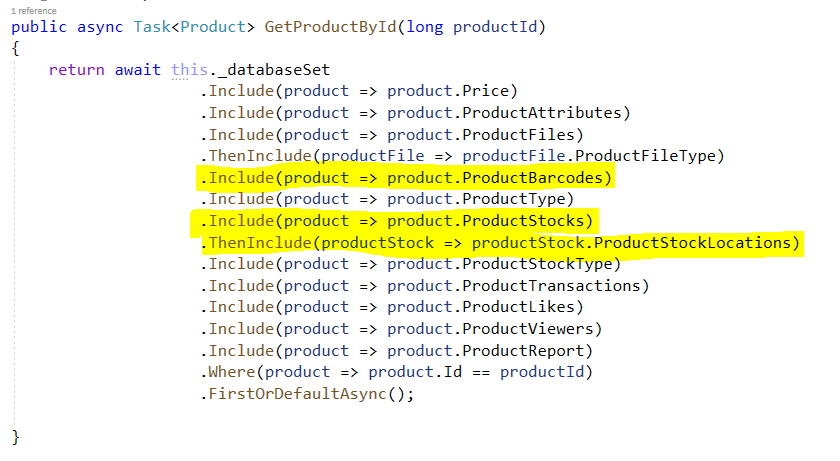 1 reference
public async Task<Product> GetProductById(long productId)
{
return await this._databaseSet
.Include(product => product.Price)
.Include(product => product.ProductAttributes)
.Include(product => product.ProductFiles)
.ThenInclude(productFile => productFile.ProductFileType)
.Include(product => product.ProductBarcodes)
.Include(product => product.ProductType)
.Include(product => product.ProductStocks)
.ThenInclude(productStock => productStock.ProductStockLocations)
.Include(product => product.ProductStockType)
.Include(product => product.ProductTransactions)
.Include(product => product.ProductLikes)
.Include(product => product.ProductViewers)
.Include(product => product.ProductReport)
.Where(product => product.Id == productId)
.FirstOrDefaultAsync();
}